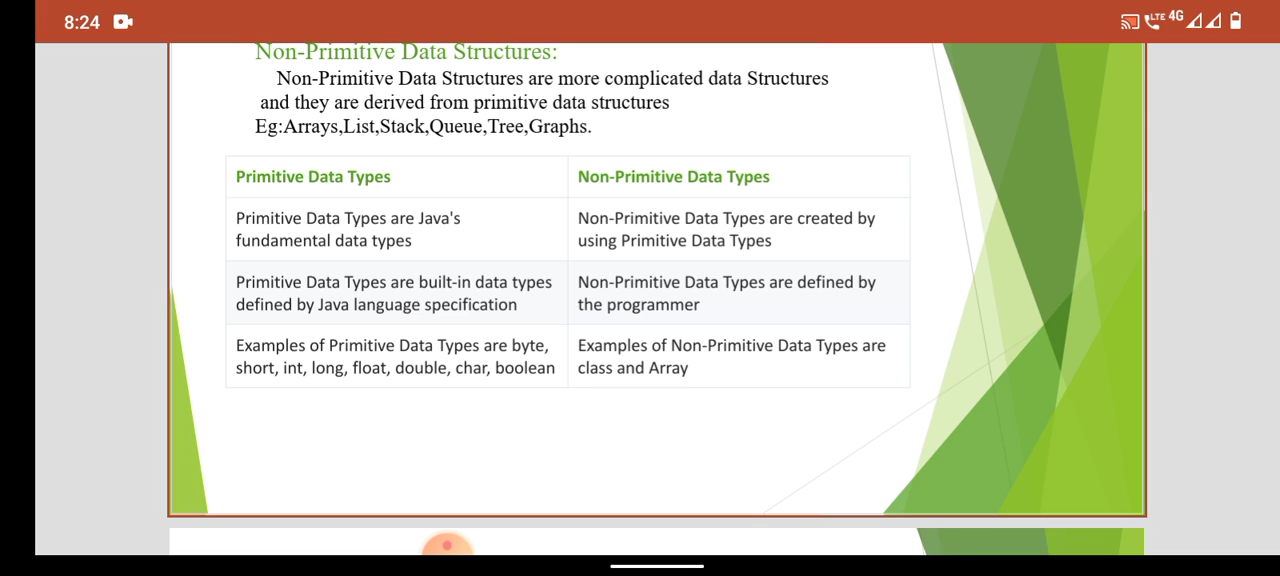 8:24
LTE 4G
Non-Primitive Data Structures:
Non-Primitive Data Structures are more complicated data Structures
and they are derived from primitive data structures
Eg:Arrays,List,Stack,Queue,Tree,Graphs.
Primitive Data Types
Non-Primitive Data Types
Primitive Data Types are Java's
fundamental data types
Non-Primitive Data Types are created by
using Primitive Data Types
Primitive Data Types are built-in data types
defined by Java language specification
Non-Primitive Data Types are defined by
the programmer
Examples of Primitive Data Types are byte,
short, int, long, float, double, char, boolean
Examples of Non-Primitive Data Types are
class and Array